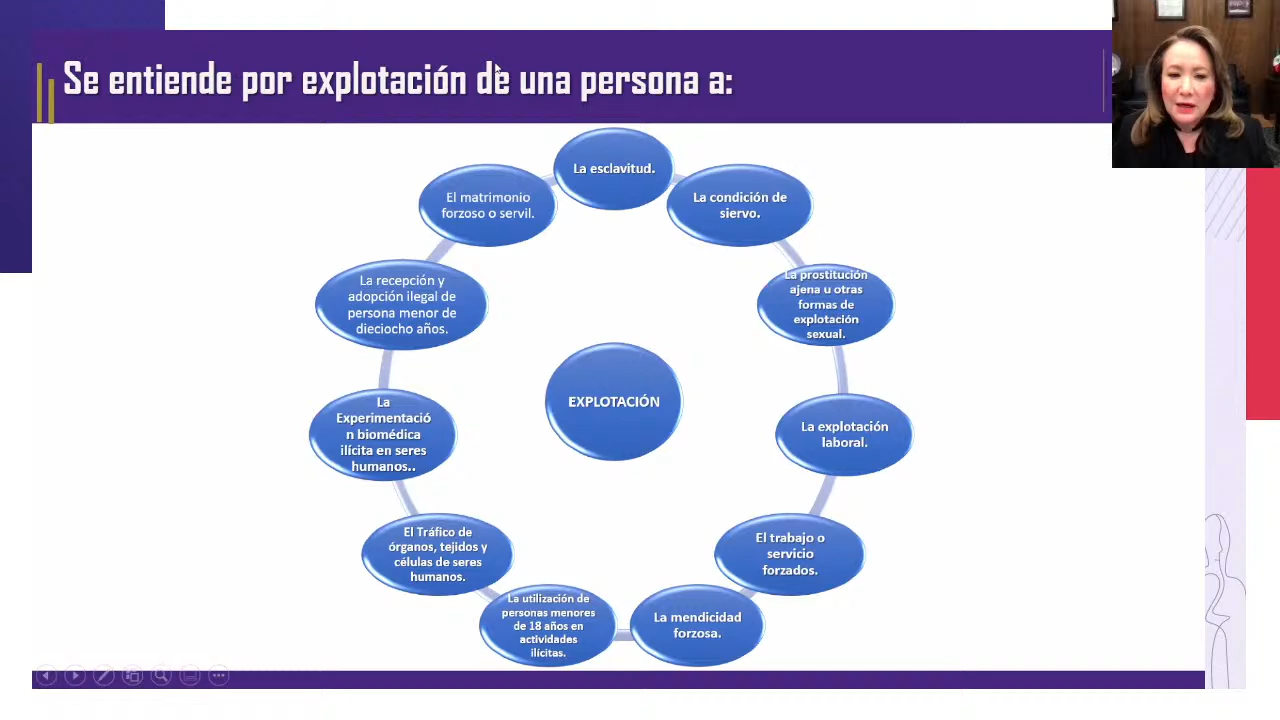 Se entiende por explotación de una persona a:
La esclavitud.
La condición de
siervo.
La prostitución
ajena u otras
formas de
explotación
sexual.
La explotación
laboral.
El trabajo o
servicio
forzados.
La mendicidad
forzosa.
La utilización de
personas menores
de 18 años en
actividades
ilícitas.
El Tráfico de
órganos, tejidos y
células de seres
humanos.
La
Experimentació
n biomédica
ilícita en seres
humanos..
La recepción y
adopción ilegal de
persona menor de
dieciocho años.
El matrimonio
forzoso o servil.
EXPLOTACIÓN